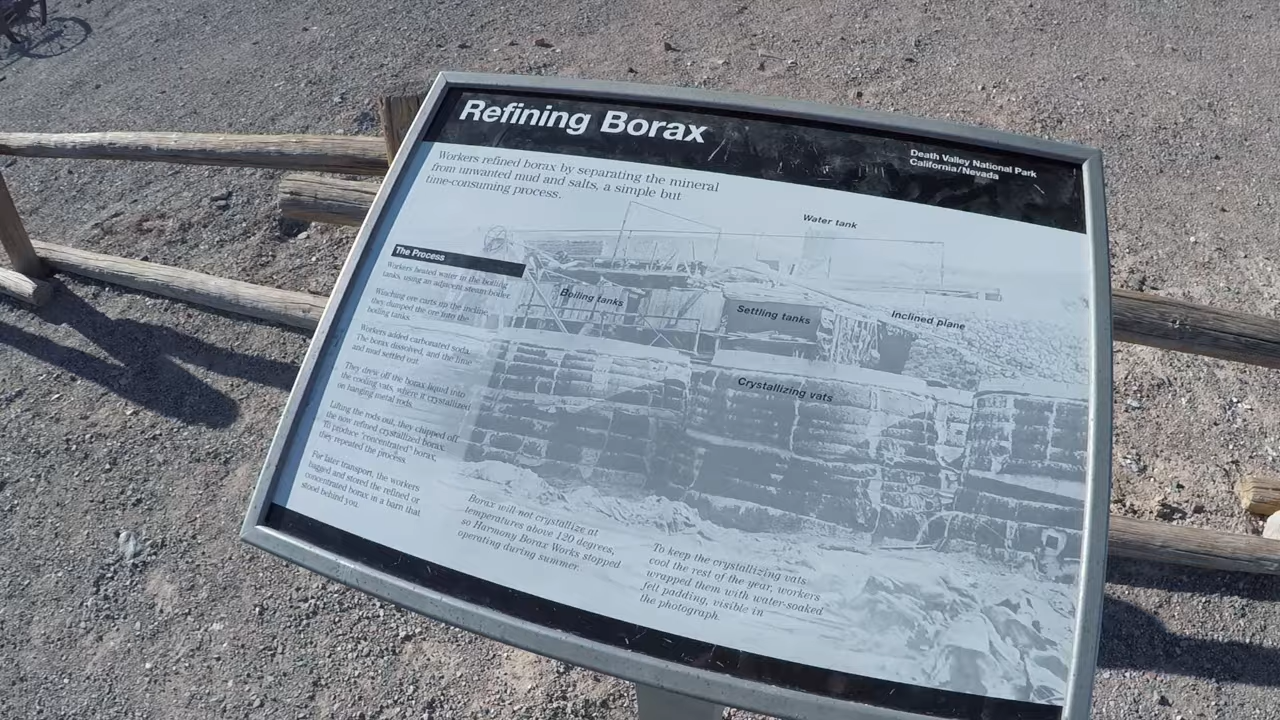 Refining Borax
Death Valley National Park
California/Nevada
Workers refined borax by separating the mineral
from unwanted mud and salts, a simple but
time-consuming process.
Water tank
The Process
Workers heated water in the boiling
tanks, using an adjacent steam boiler.
Winching ore carts up the incline,
they dumped the ore into the
boiling tanks.
Workers added carbonated soda.
The borax dissolved, and the lime
and mud settled out.
They drew off the borax liquid into
the cooling vats, where it crystallized
on hanging metal rods.
Lifting the rods out, they chipped off
the now refined crystallized borax.
To produce "concentrated" borax,
they repeated the process.
For later transport, the workers
bagged and stored the refined or
concentrated borax in a barn that
stood behind you.
Boiling tanks
Settling tanks
Inclined plane
Crystallizing vats
Borax will not crystallize at
temperatures above 120 degrees,
so Harmony Borax Works stopped
operating during summer.
To keep the crystallizing vats
cool the rest of the year, workers
wrapped them with water-soaked
felt padding, visible in
the photograph.